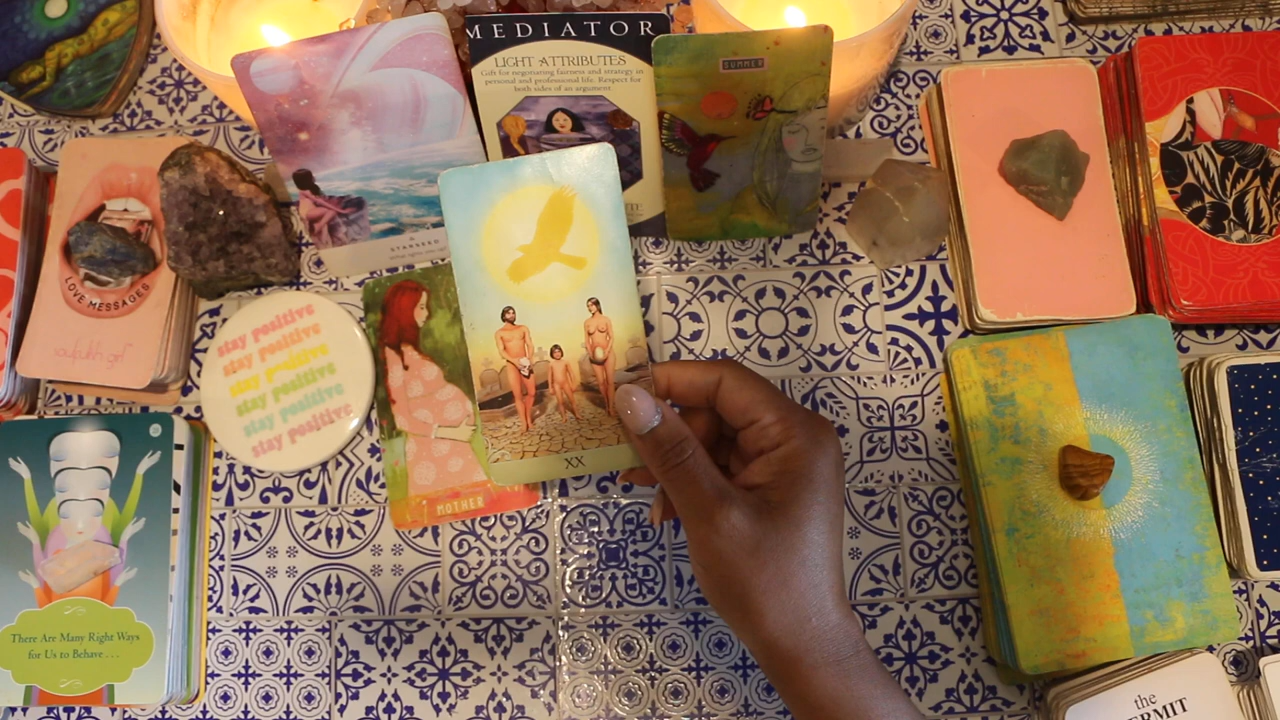 MEDIATOR
LIGHT ATTRIBUTES
Gift for negotiating fairness and strategy in
personal and professional life. Respect for
both sides of an argument
SUMMER
STARSEED
LOVE MESSAGES
stay positive
stay positive
stay positive
stay positive
stay positive
stay positive
XX
MOTHER
There Are Many Right Ways
for Us to Behave . . .
the